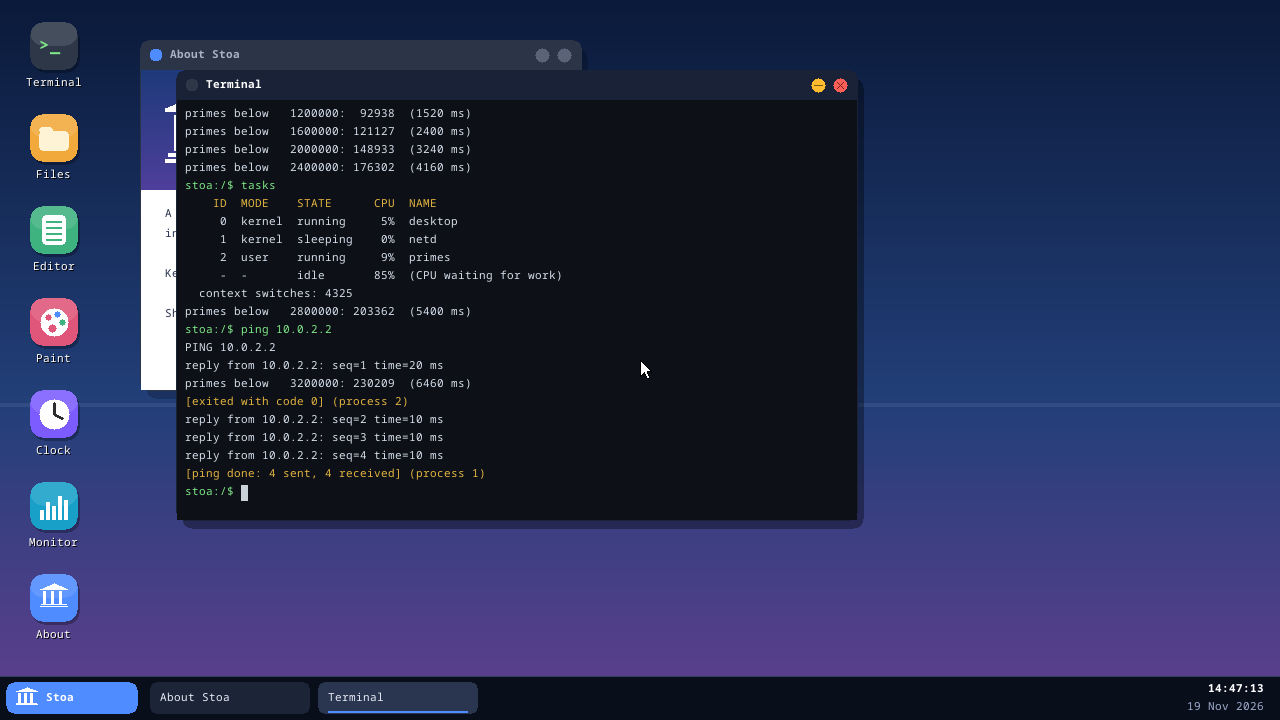 Terminal
Files
Editor
Paint
Clock
Monitor
About
About Stoa
A
in
Ke
Sh
Terminal
primes below   1200000:  92938  (1520 ms)
primes below   1600000: 121127  (2400 ms)
primes below   2000000: 148933  (3240 ms)
primes below   2400000: 176302  (4160 ms)
stoa:/$ tasks
    ID  MODE    STATE      CPU  NAME
     0  kernel  running     5%  desktop
     1  kernel  sleeping    0%  netd
     2  user    running     9%  primes
     -  -       idle       85%  (CPU waiting for work)
  context switches: 4325
primes below   2800000: 203362  (5400 ms)
stoa:/$ ping 10.0.2.2
PING 10.0.2.2
reply from 10.0.2.2: seq=1 time=20 ms
primes below   3200000: 230209  (6460 ms)
[exited with code 0] (process 2)
reply from 10.0.2.2: seq=2 time=10 ms
reply from 10.0.2.2: seq=3 time=10 ms
reply from 10.0.2.2: seq=4 time=10 ms
[ping done: 4 sent, 4 received] (process 1)
stoa:/$
Stoa
About Stoa
Terminal
14:47:13
19 Nov 2026